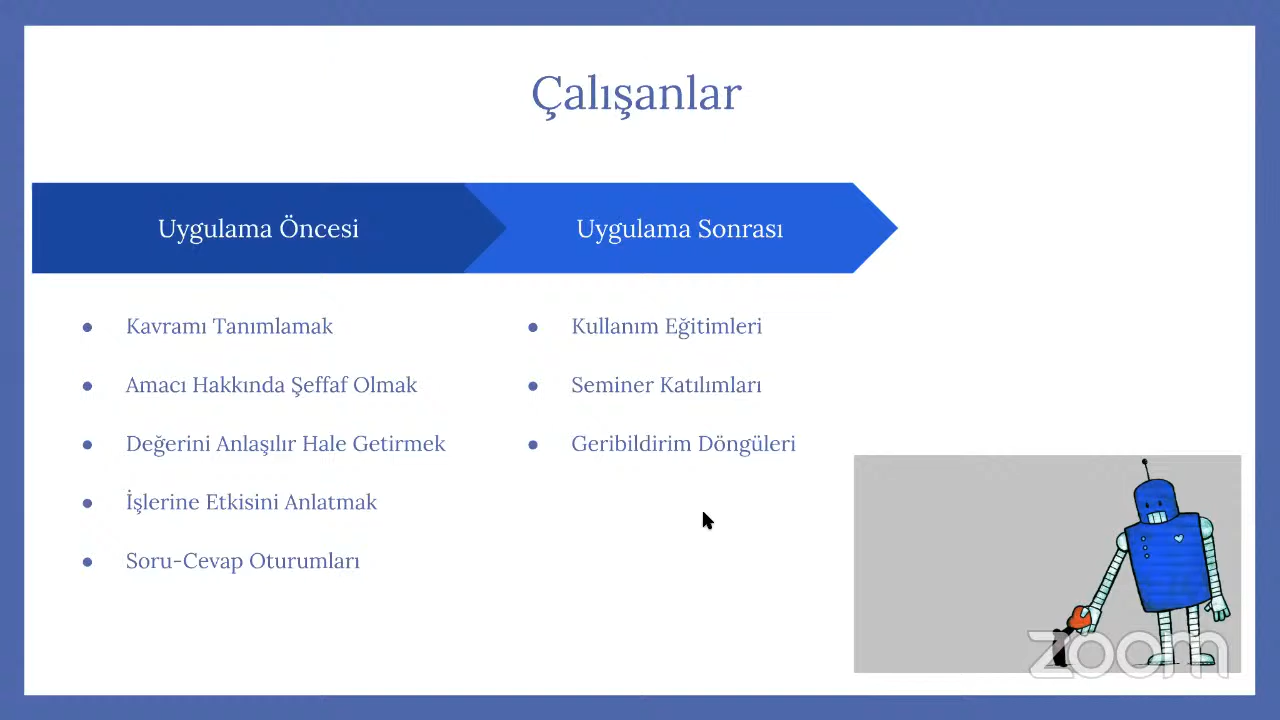 Çalışanlar
Uygulama Öncesi
Uygulama Sonrası
Kavramı Tanımlamak
Amacı Hakkında Şeffaf Olmak
Değerini Anlaşılır Hale Getirmek
İşlerine Etkisini Anlatmak
Soru-Cevap Oturumları
Kullanım Eğitimleri
Seminer Katılımları
Geribildirim Döngüleri
zoom